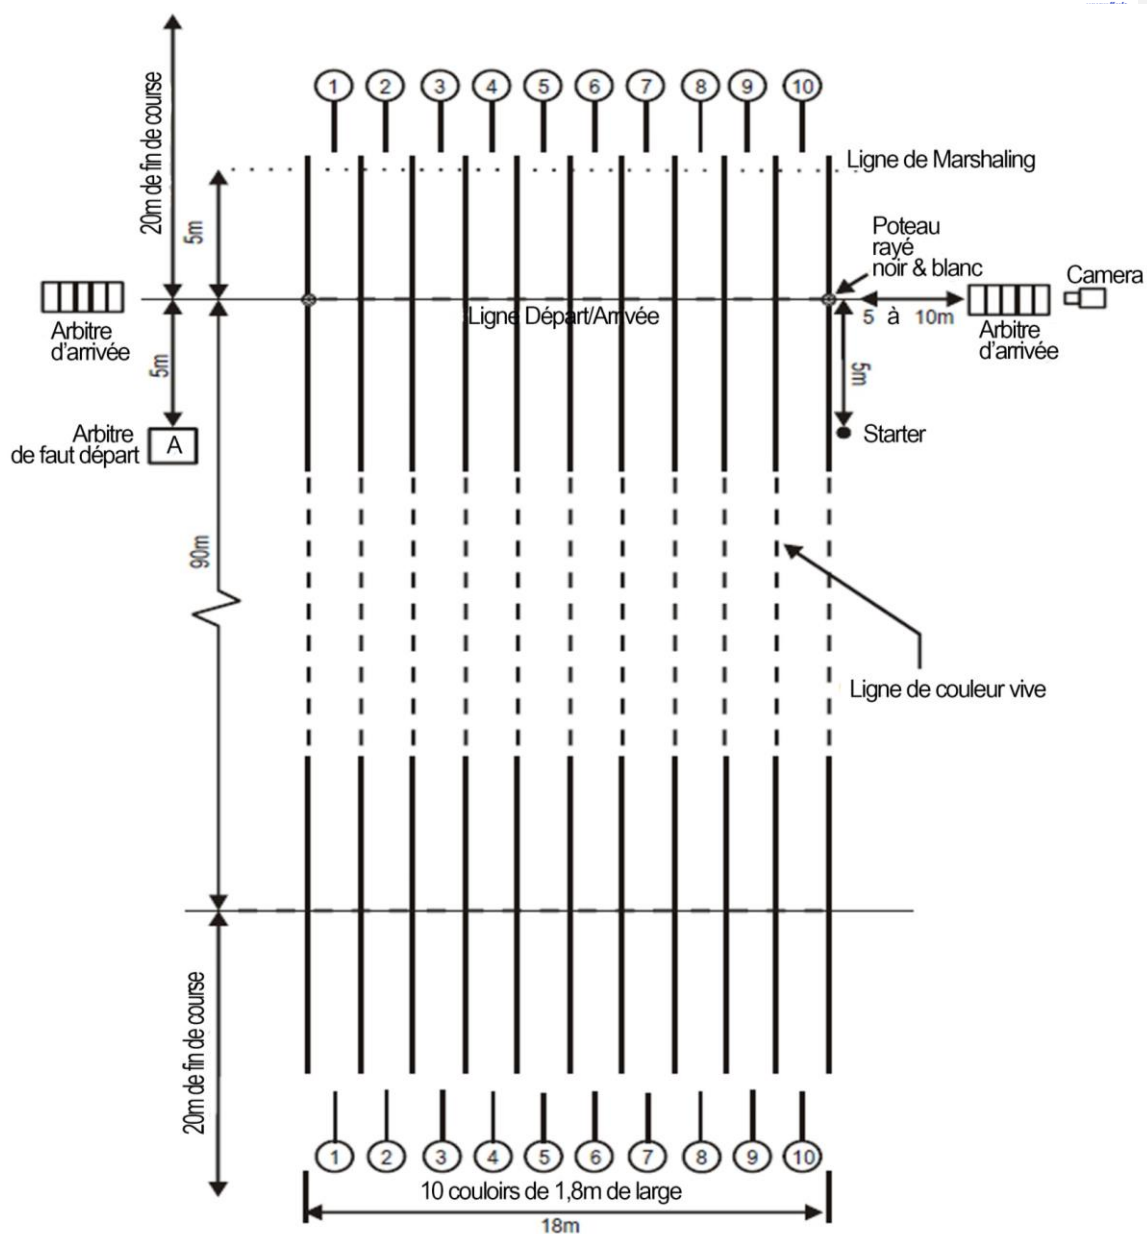 1 2 3 4 5 6 7 8 9 10
20m de fin de course
Ligne de Marshaling
5m
Poteau
rayé
noir & blanc
Camera
Ligne Départ/Arrivée
5 à 10m
Arbitre
d'arrivée
Arbitre
d'arrivée
5m
5m
Arbitre
de faut départ
A
Starter
90m
Ligne de couleur vive
20m de fin de course
1 2 3 4 5 6 7 8 9 10
10 couloirs de 1,8m de large
18m